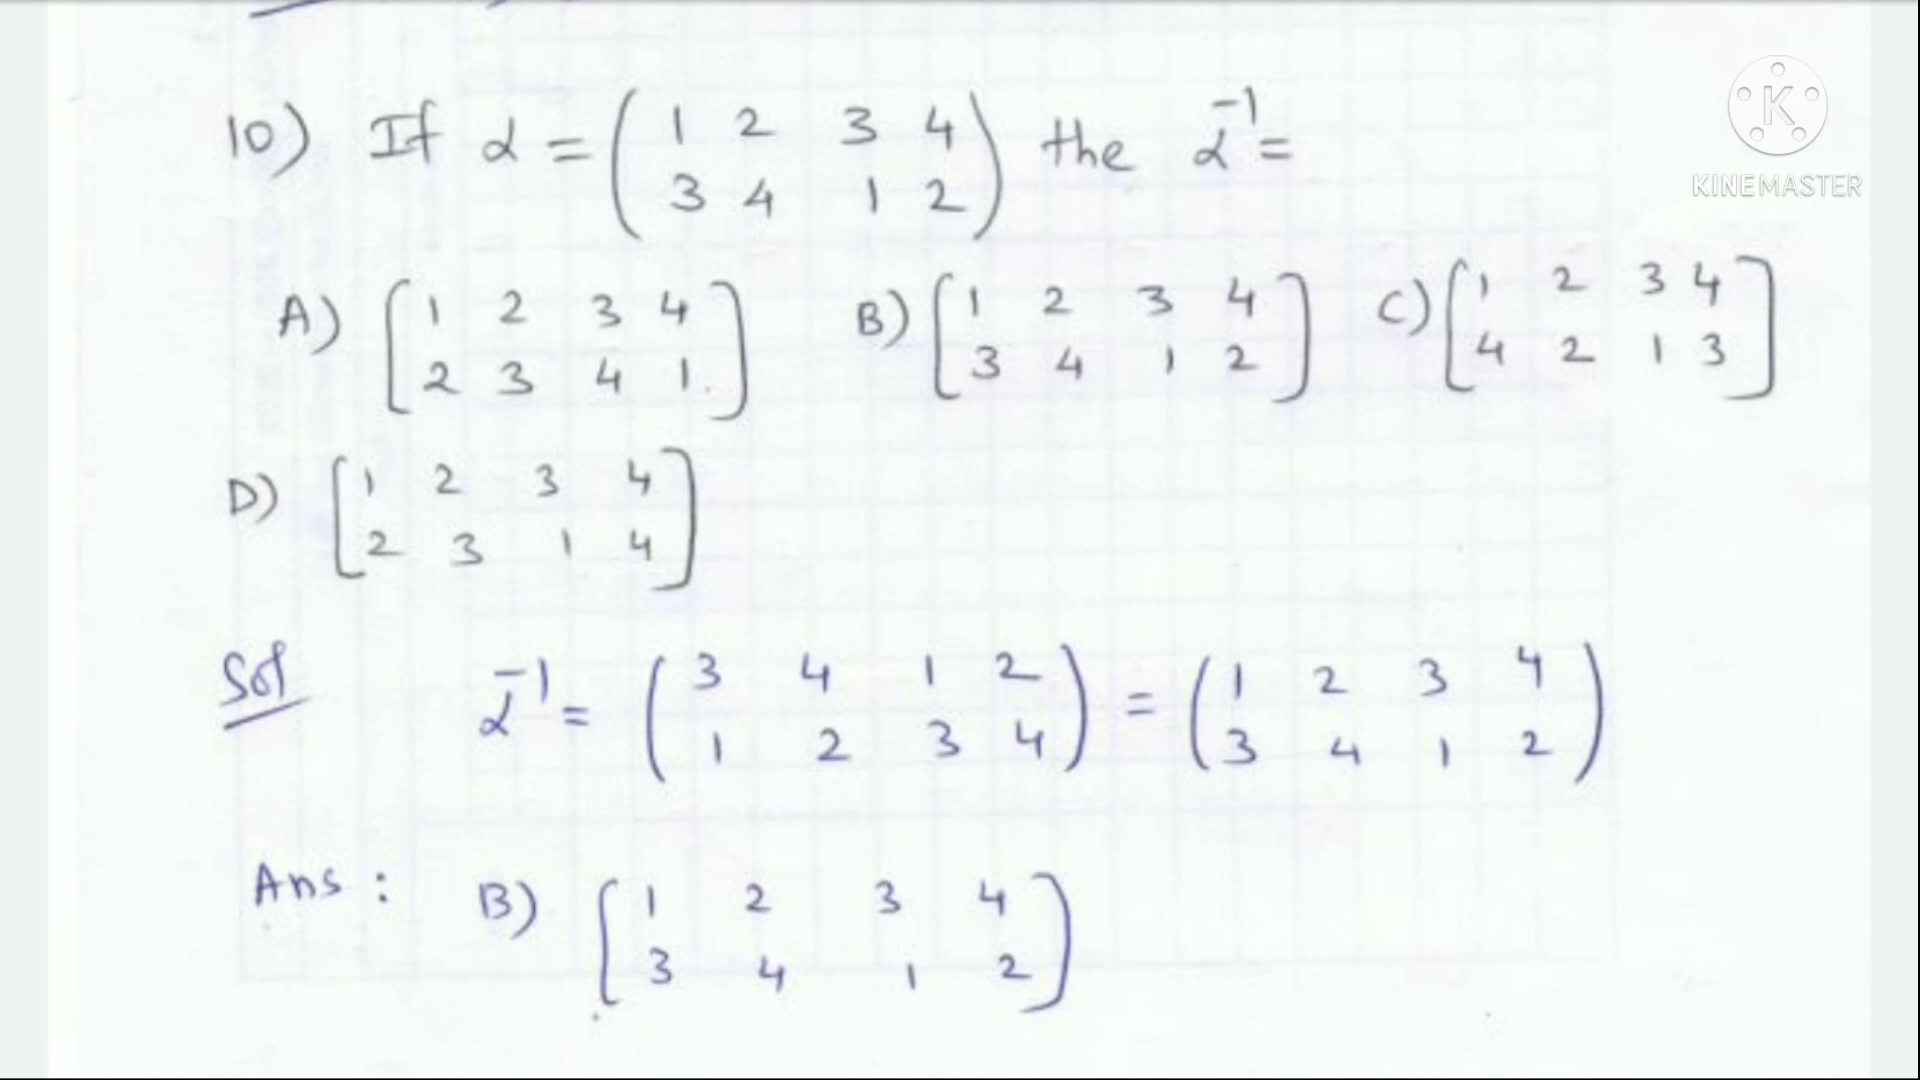 10) If α = ( 1 2 3 4 ) the α⁻¹ =
( 3 4 1 2 )
KINEMASTER
A) [ 1 2 3 4 ] B) [ 1 2 3 4 ] C) [ 1 2 3 4 ]
[ 2 3 4 1 ] [ 3 4 1 2 ] [ 4 2 1 3 ]
D) [ 1 2 3 4 ]
[ 2 3 1 4 ]
Sol α⁻¹ = ( 3 4 1 2 ) = ( 1 2 3 4 )
( 1 2 3 4 ) ( 3 4 1 2 )
Ans : B) [ 1 2 3 4 ]
[ 3 4 1 2 ]